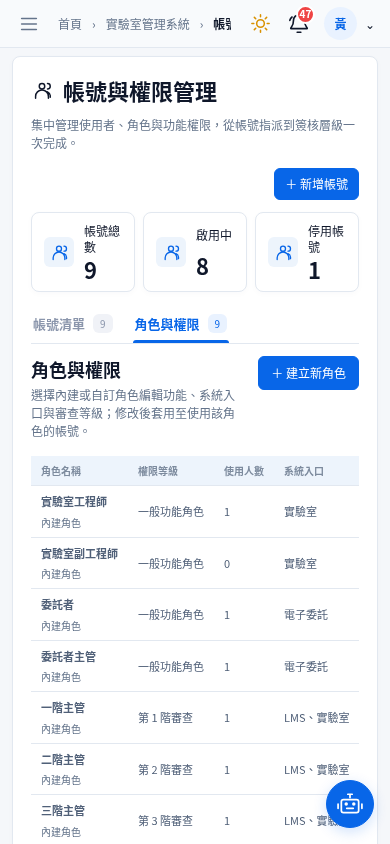 首頁 › 實驗室管理系統 ›
47
黃
帳號與權限管理
集中管理使用者、角色與功能權限，從帳號指派到簽核層級一
次完成。
＋ 新增帳號
帳號總
數
9
啟用中
8
停用帳
號
1
帳號清單 9
角色與權限 9
角色與權限
選擇內建或自訂角色編輯功能、系統入
口與審查等級；修改後套用至使用該角
色的帳號。
＋ 建立新角色
角色名稱 權限等級 使用人數 系統入口
實驗室工程師
內建角色
一般功能角色 1 實驗室
實驗室副工程師
內建角色
一般功能角色 0 實驗室
委託者
內建角色
一般功能角色 1 電子委託
委託者主管
內建角色
一般功能角色 1 電子委託
一階主管
內建角色
第 1 階審查 1 LMS、實驗室
二階主管
內建角色
第 2 階審查 1 LMS、實驗室
三階主管
內建角色
第 3 階審查 1 LMS、實